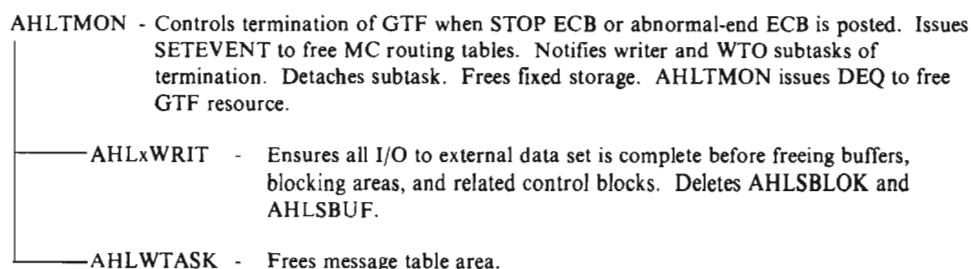 AHLTMON - Controls termination of GTF when STOP ECB or abnormal-end ECB is posted. Issues
SETEVENT to free MC routing tables. Notifies writer and WTO subtasks of
termination. Detaches subtask. Frees fixed storage. AHLTMON issues DEQ to free
GTF resource.
AHLxWRIT - Ensures all I/O to external data set is complete before freeing buffers,
blocking areas, and related control blocks. Deletes AHLSBLOK and
AHLSBUF.
AHLWTASK - Frees message table area.